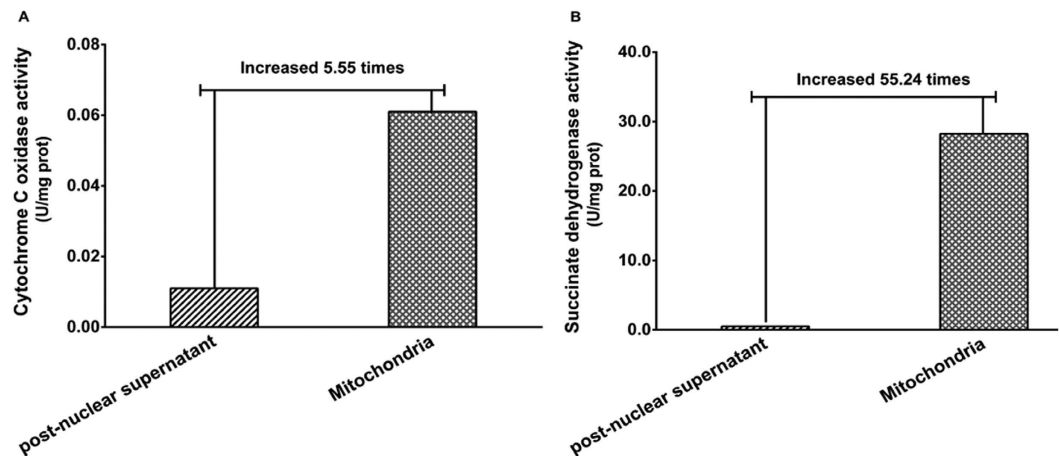 A
Cytochrome C oxidase activity
(U/mg prot)
0.08
0.06
0.04
0.02
0.00
Increased 5.55 times
post-nuclear supernatant
Mitochondria
B
Succinate dehydrogenase activity
(U/mg prot)
40.0
30.0
20.0
10.0
0.0
Increased 55.24 times
post-nuclear supernatant
Mitochondria